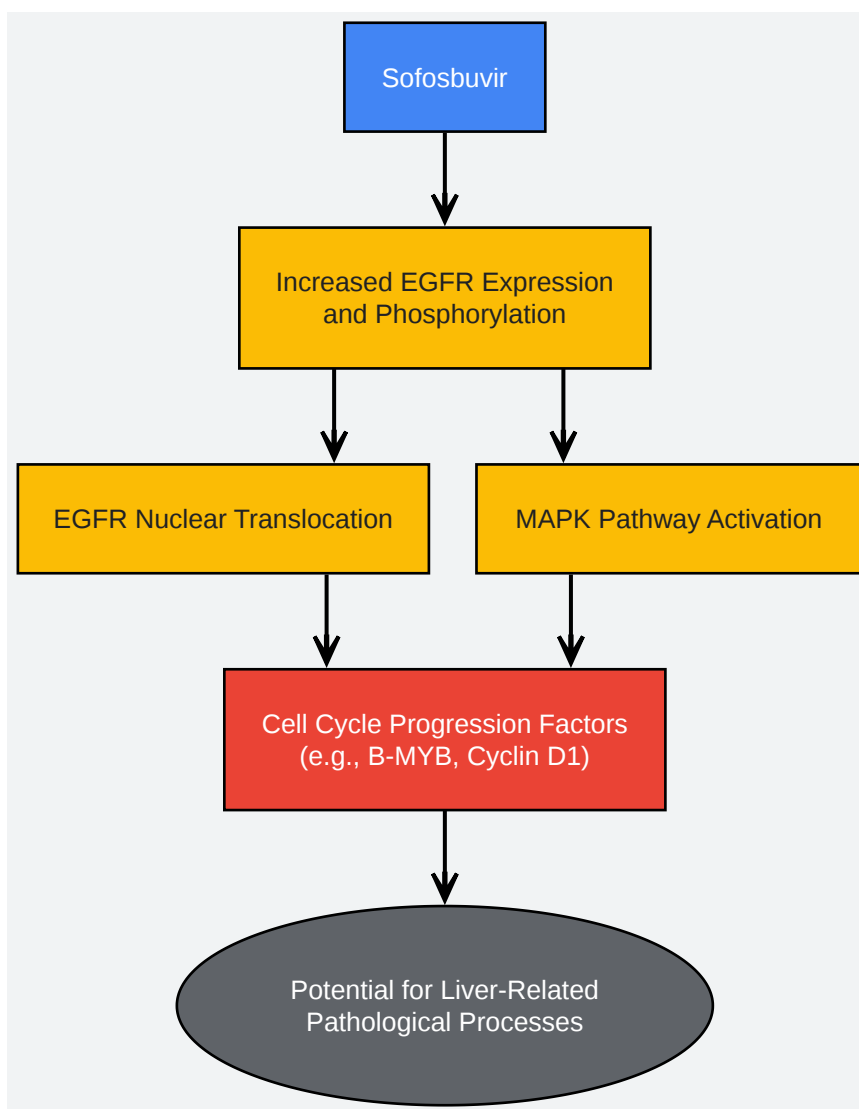 Sofosbuvir
Increased EGFR Expression
and Phosphorylation
EGFR Nuclear Translocation
MAPK Pathway Activation
Cell Cycle Progression Factors
(e.g., B-MYB, Cyclin D1)
Potential for Liver-Related
Pathological Processes